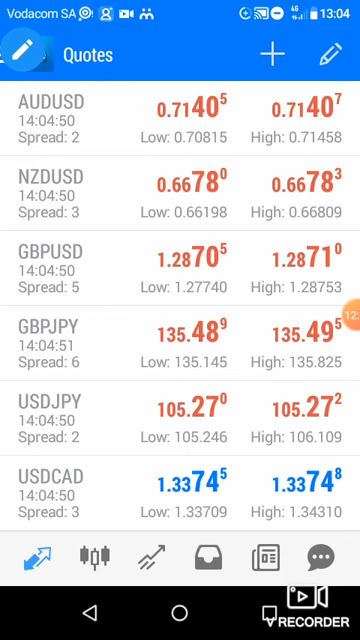 Vodacom SA 4G 13:04
Quotes
AUDUSD 0.71405 0.71407
14:04:50
Spread: 2 Low: 0.70815 High: 0.71458
NZDUSD 0.66780 0.66783
14:04:50
Spread: 3 Low: 0.66198 High: 0.66809
GBPUSD 1.28705 1.28710
14:04:50
Spread: 5 Low: 1.27740 High: 1.28753
GBPJPY 135.489 135.495
14:04:51
Spread: 6 Low: 135.145 High: 135.825
12:
USDJPY 105.270 105.272
14:04:50
Spread: 2 Low: 105.246 High: 106.109
USDCAD 1.33745 1.33748
14:04:50
Spread: 3 Low: 1.33709 High: 1.34310
V RECORDER